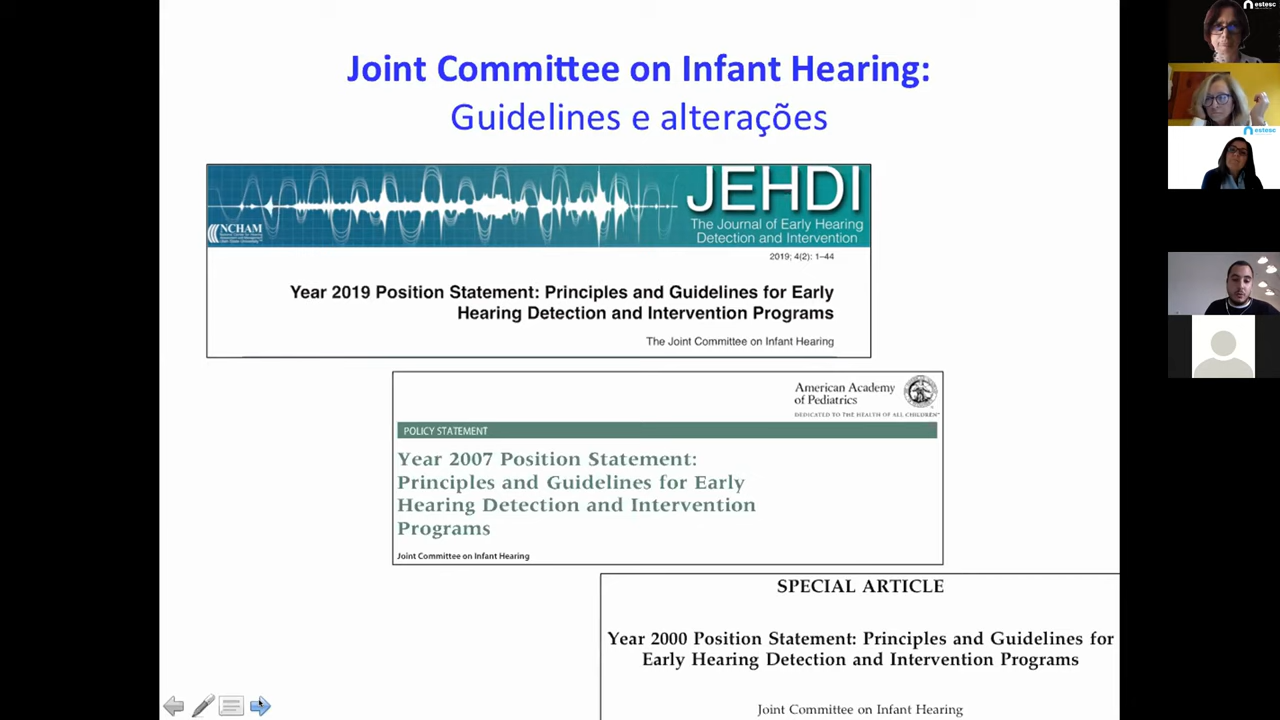 Joint Committee on Infant Hearing:
Guidelines e alterações
JEHDI
The Journal of Early Hearing
Detection and Intervention
NCHAM
2019; 4(2): 1–44
Year 2019 Position Statement: Principles and Guidelines for Early
Hearing Detection and Intervention Programs
The Joint Committee on Infant Hearing
American Academy
of Pediatrics
DEDICATED TO THE HEALTH OF ALL CHILDREN™
POLICY STATEMENT
Year 2007 Position Statement:
Principles and Guidelines for Early
Hearing Detection and Intervention
Programs
Joint Committee on Infant Hearing
SPECIAL ARTICLE
Year 2000 Position Statement: Principles and Guidelines for
Early Hearing Detection and Intervention Programs
Joint Committee on Infant Hearing
estesc
estesc